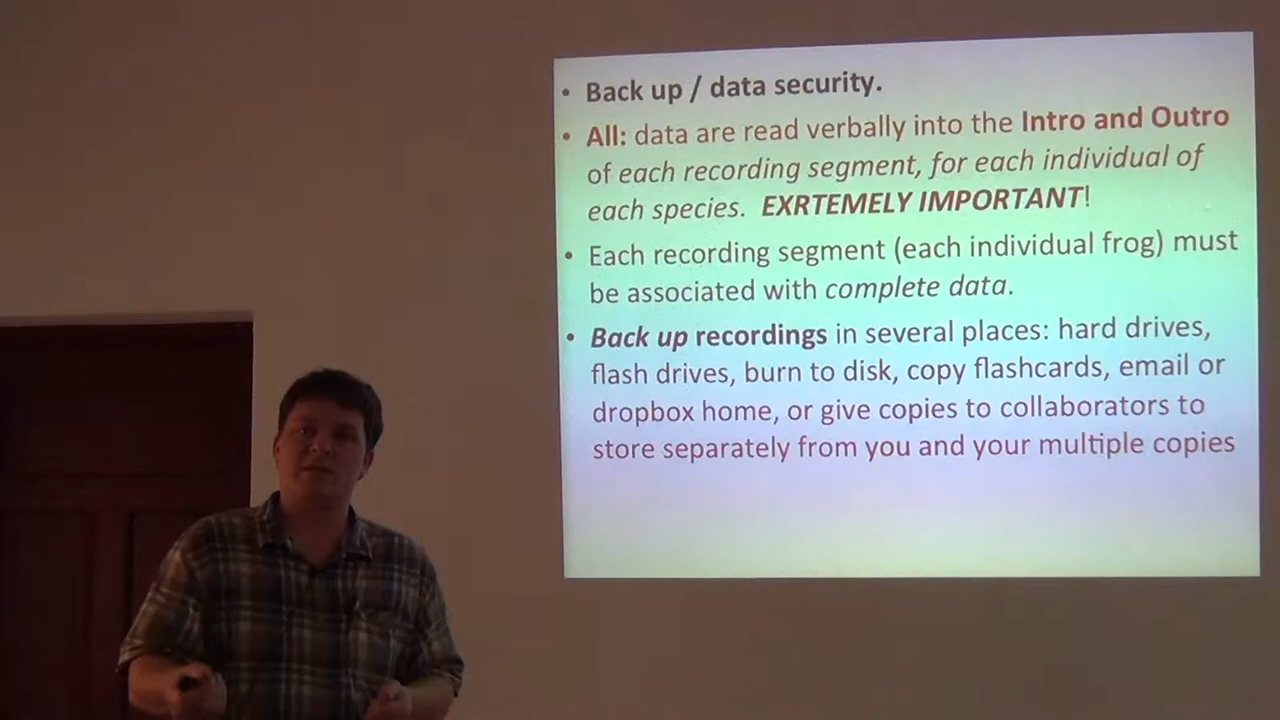 • Back up / data security.
• All: data are read verbally into the Intro and Outro
of each recording segment, for each individual of
each species. EXRTEMELY IMPORTANT!
• Each recording segment (each individual frog) must
be associated with complete data.
• Back up recordings in several places: hard drives,
flash drives, burn to disk, copy flashcards, email or
dropbox home, or give copies to collaborators to
store separately from you and your multiple copies